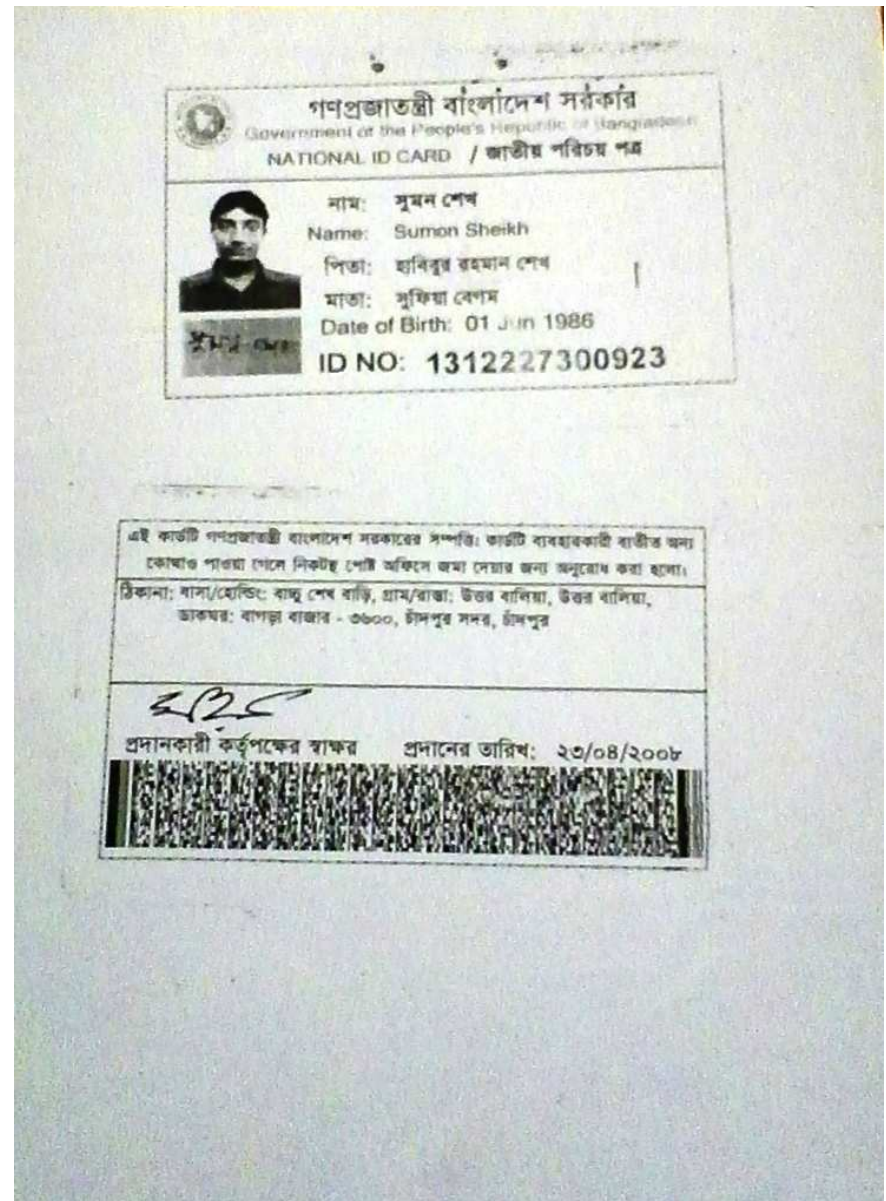 গণপ্রজাতন্ত্রী বাংলাদেশ সরকার
Government of the People's Republic of Bangladesh
NATIONAL ID CARD / জাতীয় পরিচয় পত্র
নাম: সুমন শেখ
Name: Sumon Sheikh
পিতা: হাবিবুর রহমান শেখ
মাতা: সুফিয়া বেগম
Date of Birth: 01 Jun 1986
ID NO: 1312227300923
এই কার্ডটি গণপ্রজাতন্ত্রী বাংলাদেশ সরকারের সম্পত্তি। কার্ডটি ব্যবহারকারী ব্যতীত অন্য
কোথাও পাওয়া গেলে নিকটস্থ পোষ্ট অফিসে জমা দেয়ার জন্য অনুরোধ করা হলো।
ঠিকানা: বাসা/হোল্ডিং: বাচ্চু শেখ বাড়ি, গ্রাম/রাস্তা: উত্তর বালিয়া, উত্তর বালিয়া,
ডাকঘর: বাগড়া বাজার - ৩৬০০, চাঁদপুর সদর, চাঁদপুর
প্রদানকারী কর্তৃপক্ষের স্বাক্ষর প্রদানের তারিখ: ২৩/০৪/২০০৮